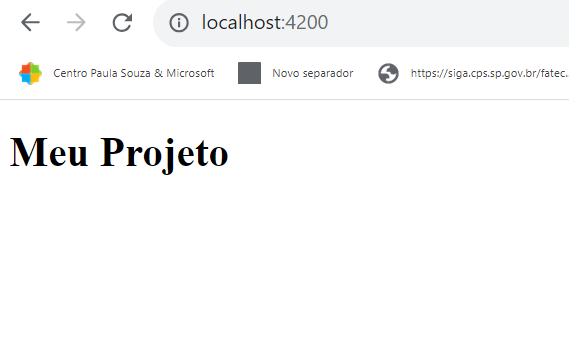 localhost:4200
Centro Paula Souza & Microsoft Novo separador https://siga.cps.sp.gov.br/fatec...
Meu Projeto